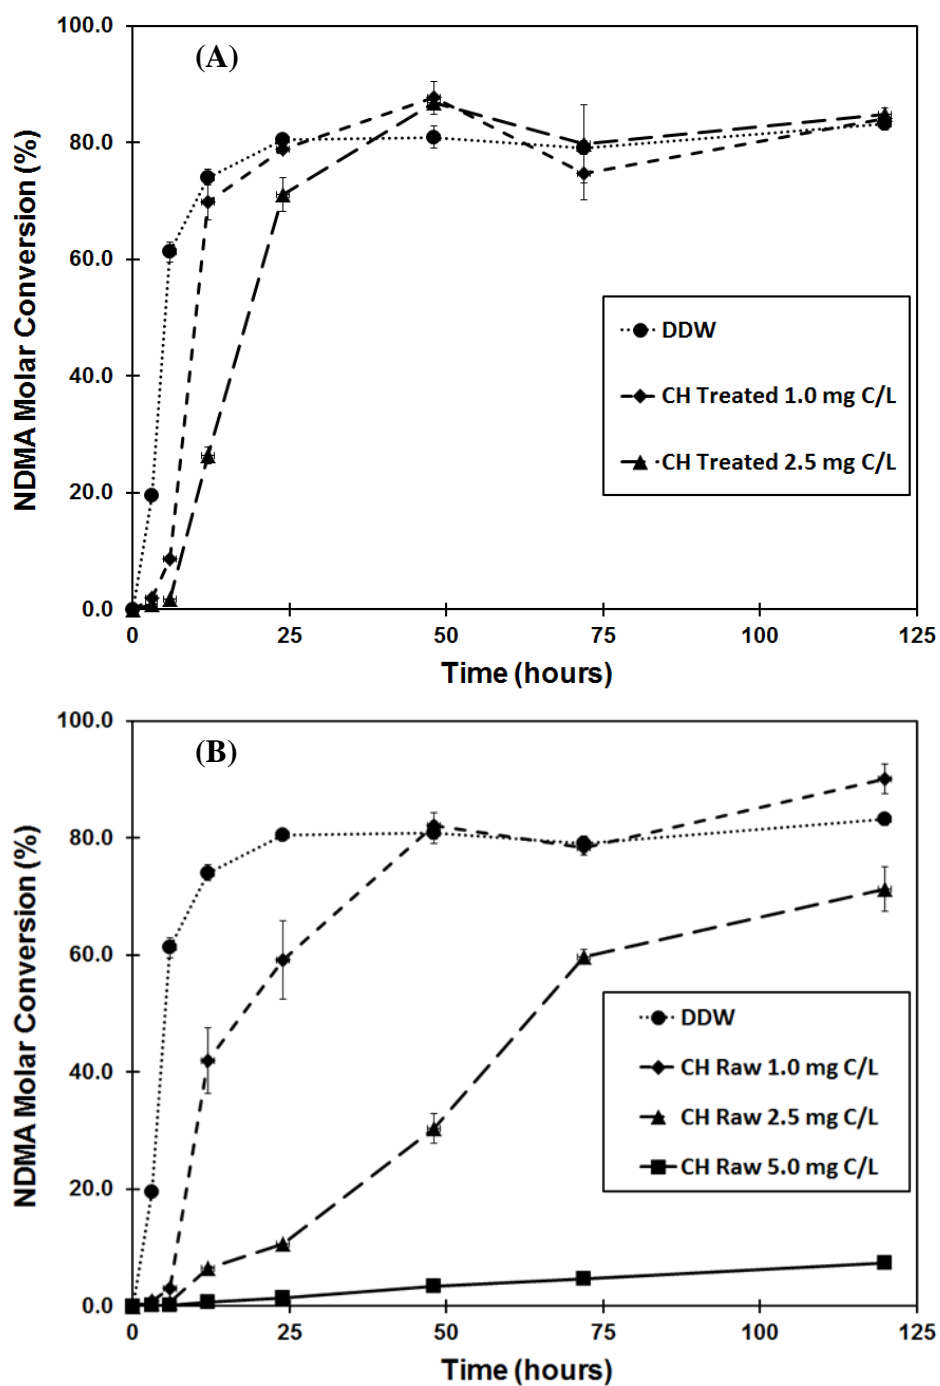 (A)
NDMA Molar Conversion (%)
100.0
80.0
60.0
40.0
20.0
0.0
DDW
CH Treated 1.0 mg C/L
CH Treated 2.5 mg C/L
0 25 50 75 100 125
Time (hours)
(B)
NDMA Molar Conversion (%)
100.0
80.0
60.0
40.0
20.0
0.0
DDW
CH Raw 1.0 mg C/L
CH Raw 2.5 mg C/L
CH Raw 5.0 mg C/L
0 25 50 75 100 125
Time (hours)